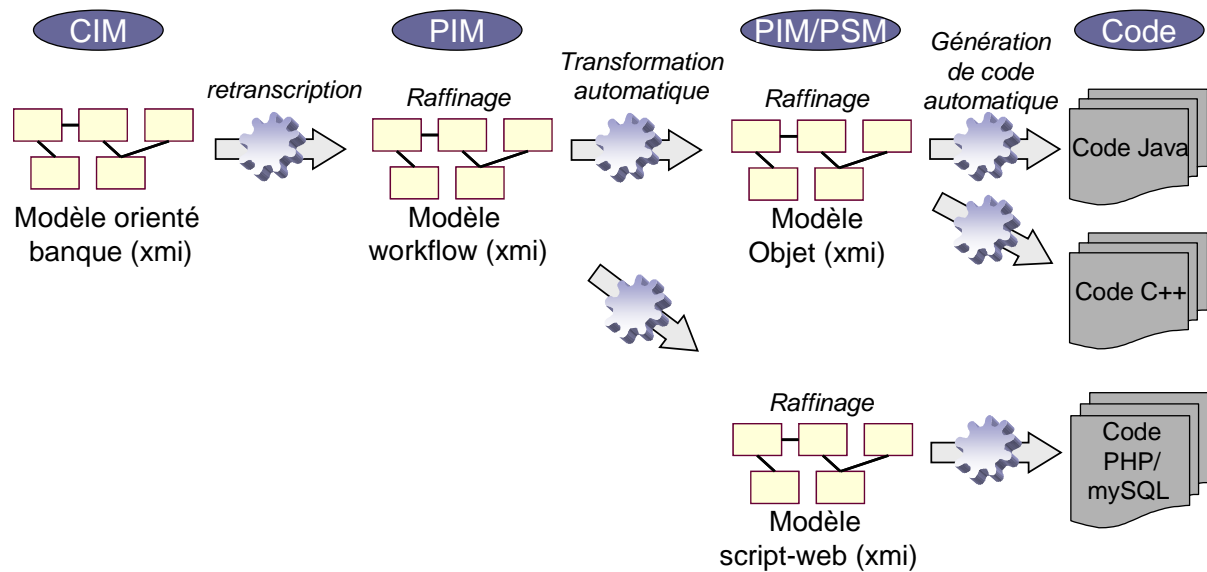 CIM
PIM
PIM/PSM
Code
retranscription
Transformation
automatique
Génération
de code
automatique
Raffinage
Raffinage
Modèle orienté
banque (xmi)
Modèle
workflow (xmi)
Modèle
Objet (xmi)
Code Java
Code C++
Raffinage
Modèle
script-web (xmi)
Code
PHP/
mySQL